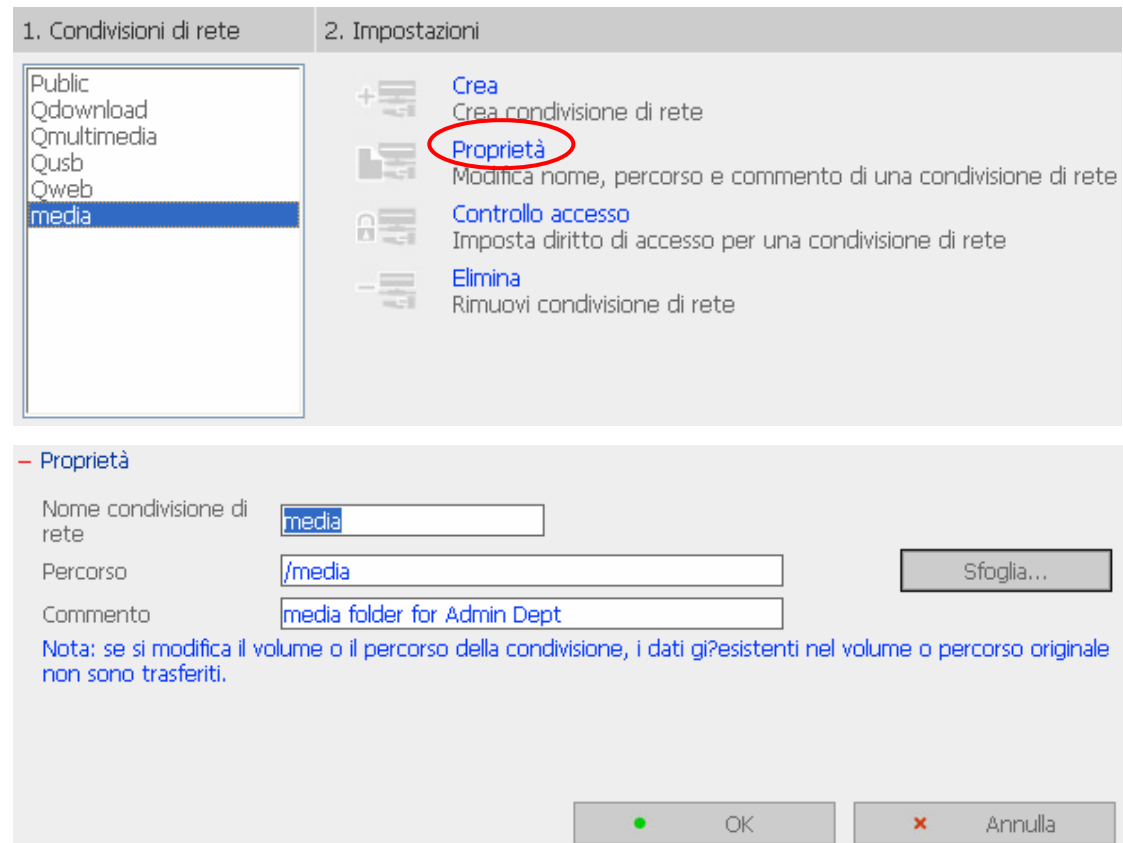 1. Condivisioni di rete
2. Impostazioni
Public
Qdownload
Qmultimedia
Qusb
Qweb
media
Crea
Crea condivisione di rete
Proprietà
Modifica nome, percorso e commento di una condivisione di rete
Controllo accesso
Imposta diritto di accesso per una condivisione di rete
Elimina
Rimuovi condivisione di rete
– Proprietà
Nome condivisione di
rete
media
Percorso
/media
Sfoglia...
Commento
media folder for Admin Dept
Nota: se si modifica il volume o il percorso della condivisione, i dati gi?esistenti nel volume o percorso originale
non sono trasferiti.
OK
Annulla